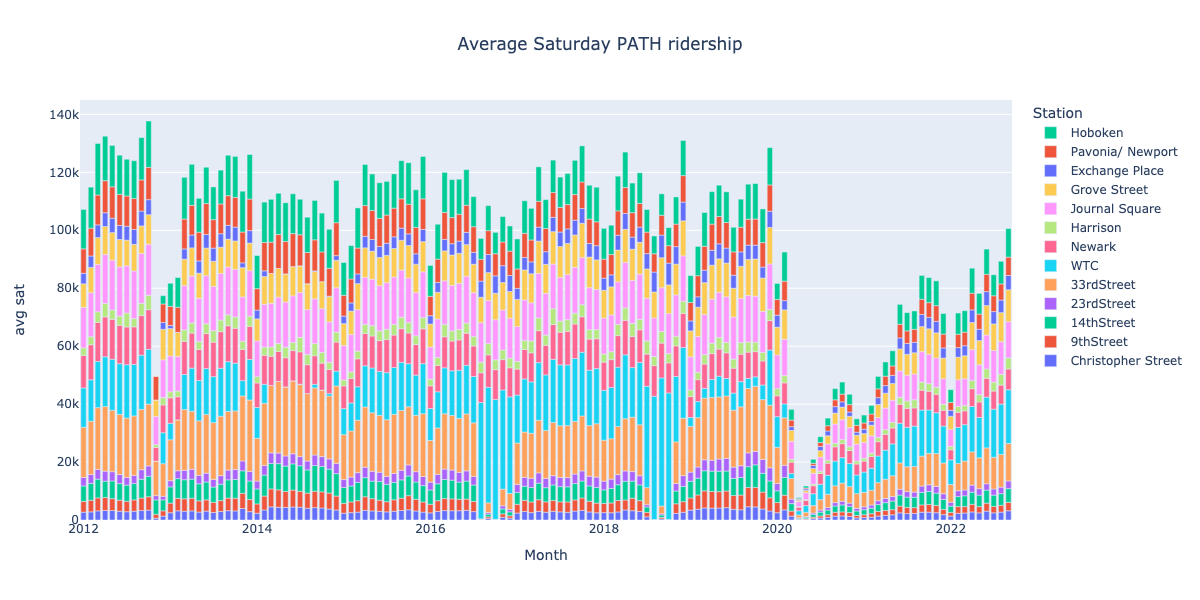 Average Saturday PATH ridership
avg sat
140k
120k
100k
80k
60k
40k
20k
0
2012
2014
2016
2018
2020
2022
Month
Station
Hoboken
Pavonia/ Newport
Exchange Place
Grove Street
Journal Square
Harrison
Newark
WTC
33rdStreet
23rdStreet
14thStreet
9thStreet
Christopher Street